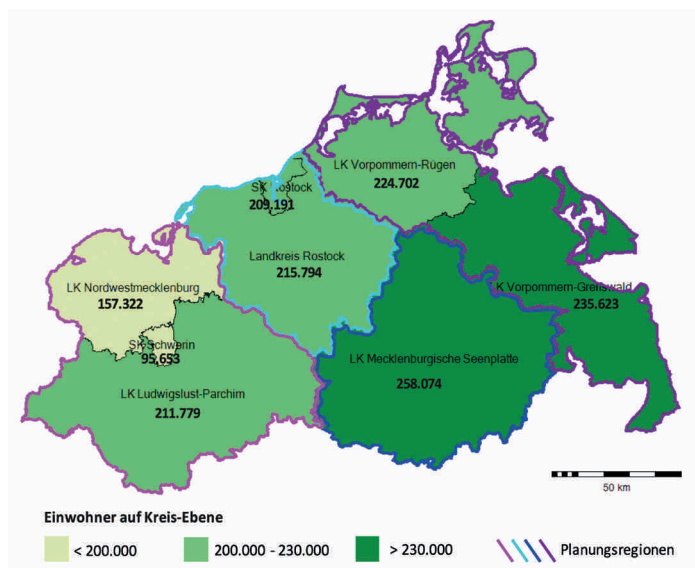 LK Vorpommern-Rügen
224.702
SK Rostock
209.191
Landkreis Rostock
215.794
LK Nordwestmecklenburg
157.322
LK Vorpommern-Greifswald
235.623
SK Schwerin
95.653
LK Mecklenburgische Seenplatte
258.074
LK Ludwigslust-Parchim
211.779
50 km
Einwohner auf Kreis-Ebene
< 200.000
200.000 - 230.000
> 230.000
Planungsregionen